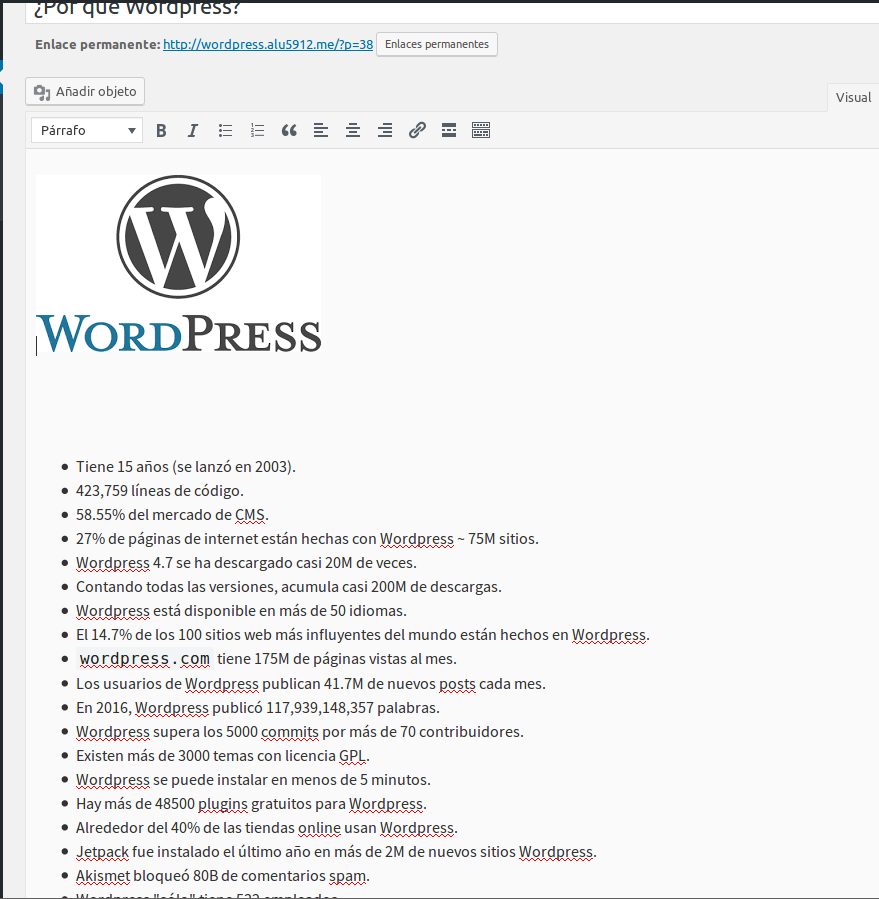 ¿Por qué Wordpress?
Enlace permanente: http://wordpress.alu5912.me/?p=38 Enlaces permanentes
Añadir objeto
Visual
Párrafo
WORDPRESS
Tiene 15 años (se lanzó en 2003).
423,759 líneas de código.
58.55% del mercado de CMS.
27% de páginas de internet están hechas con Wordpress ~ 75M sitios.
Wordpress 4.7 se ha descargado casi 20M de veces.
Contando todas las versiones, acumula casi 200M de descargas.
Wordpress está disponible en más de 50 idiomas.
El 14.7% de los 100 sitios web más influyentes del mundo están hechos en Wordpress.
wordpress.com tiene 175M de páginas vistas al mes.
Los usuarios de Wordpress publican 41.7M de nuevos posts cada mes.
En 2016, Wordpress publicó 117,939,148,357 palabras.
Wordpress supera los 5000 commits por más de 70 contribuidores.
Existen más de 3000 temas con licencia GPL.
Wordpress se puede instalar en menos de 5 minutos.
Hay más de 48500 plugins gratuitos para Wordpress.
Alrededor del 40% de las tiendas online usan Wordpress.
Jetpack fue instalado el último año en más de 2M de nuevos sitios Wordpress.
Akismet bloqueó 80B de comentarios spam.
Wordpress "sólo" tiene 522 empleados